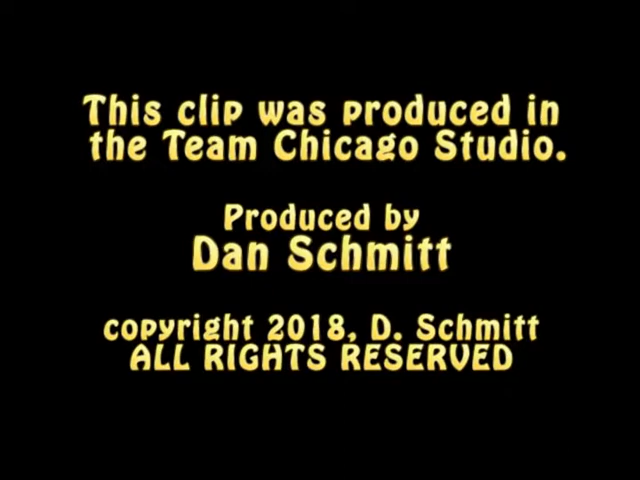 This clip was produced in
the Team Chicago Studio.
Produced by
Dan Schmitt
copyright 2018, D. Schmitt
ALL RIGHTS RESERVED